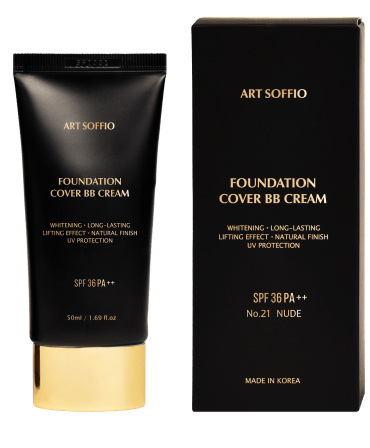 ART SOFFIO
FOUNDATION
COVER BB CREAM
WHITENING · LONG-LASTING
LIFTING EFFECT · NATURAL FINISH
UV PROTECTION
SPF 36 PA++
50ml / 1.69 fl.oz
ART SOFFIO
FOUNDATION
COVER BB CREAM
WHITENING · LONG-LASTING
LIFTING EFFECT · NATURAL FINISH
UV PROTECTION
SPF 36 PA++
No.21 NUDE
MADE IN KOREA